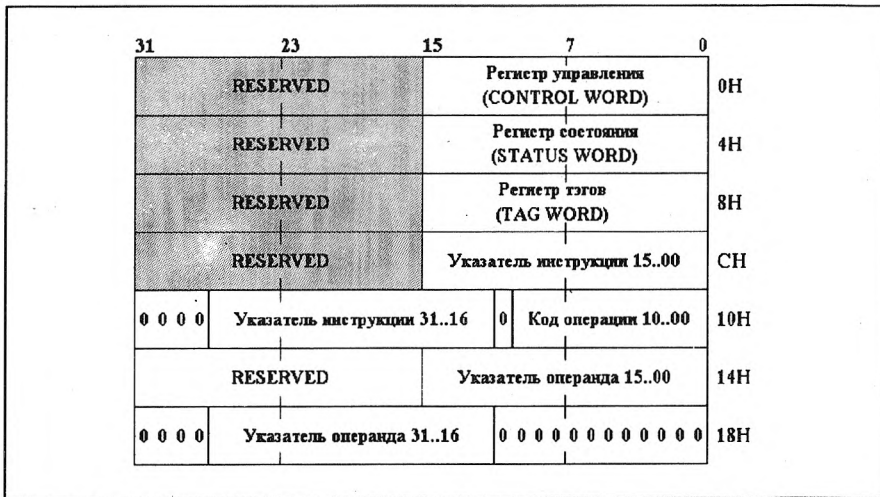 31 23 15 7 0
RESERVED Регистр управления 0H
(CONTROL WORD)
RESERVED Регистр состояния 4H
(STATUS WORD)
RESERVED Регистр тэгов 8H
(TAG WORD)
RESERVED Указатель инструкции 15..00 CH
0 0 0 0 Указатель инструкции 31..16 0 Код операции 10..00 10H
RESERVED Указатель операнда 15..00 14H
0 0 0 0 Указатель операнда 31..16 0 0 0 0 0 0 0 0 0 0 0 0 18H